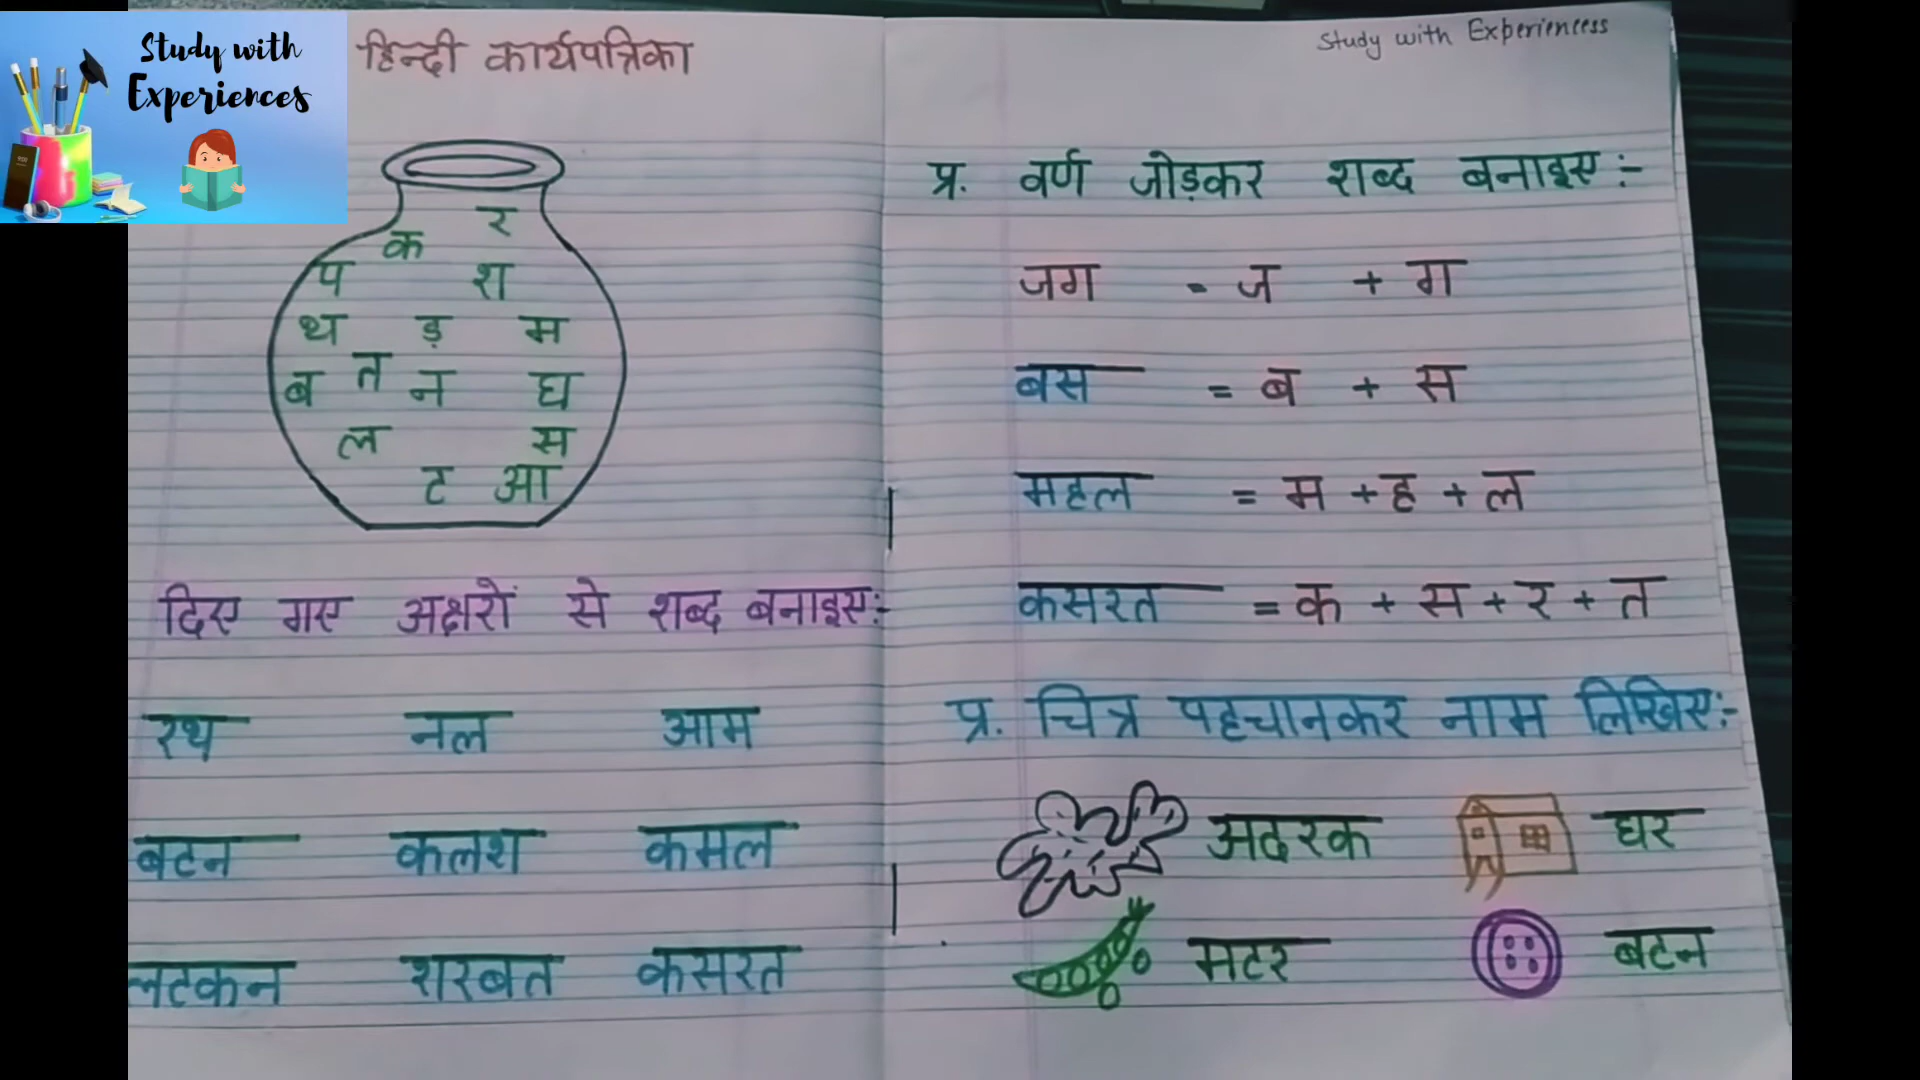 Study with
Experiences
हिन्दी कार्यपत्रिका
र
क
प श
थ ड़ म
ब त न घ
ल स
ट आ
दिए गए अक्षरों से शब्द बनाइए:-
रथ नल आम
बटन कलश कमल
लटकन शरबत कसरत
Study with Experiencess
प्र. वर्ण जोड़कर शब्द बनाइए:-
जग = ज + ग
बस = ब + स
महल = म + ह + ल
कसरत = क + स + र + त
प्र. चित्र पहचानकर नाम लिखिए:-
अदरक घर
मटर बटन